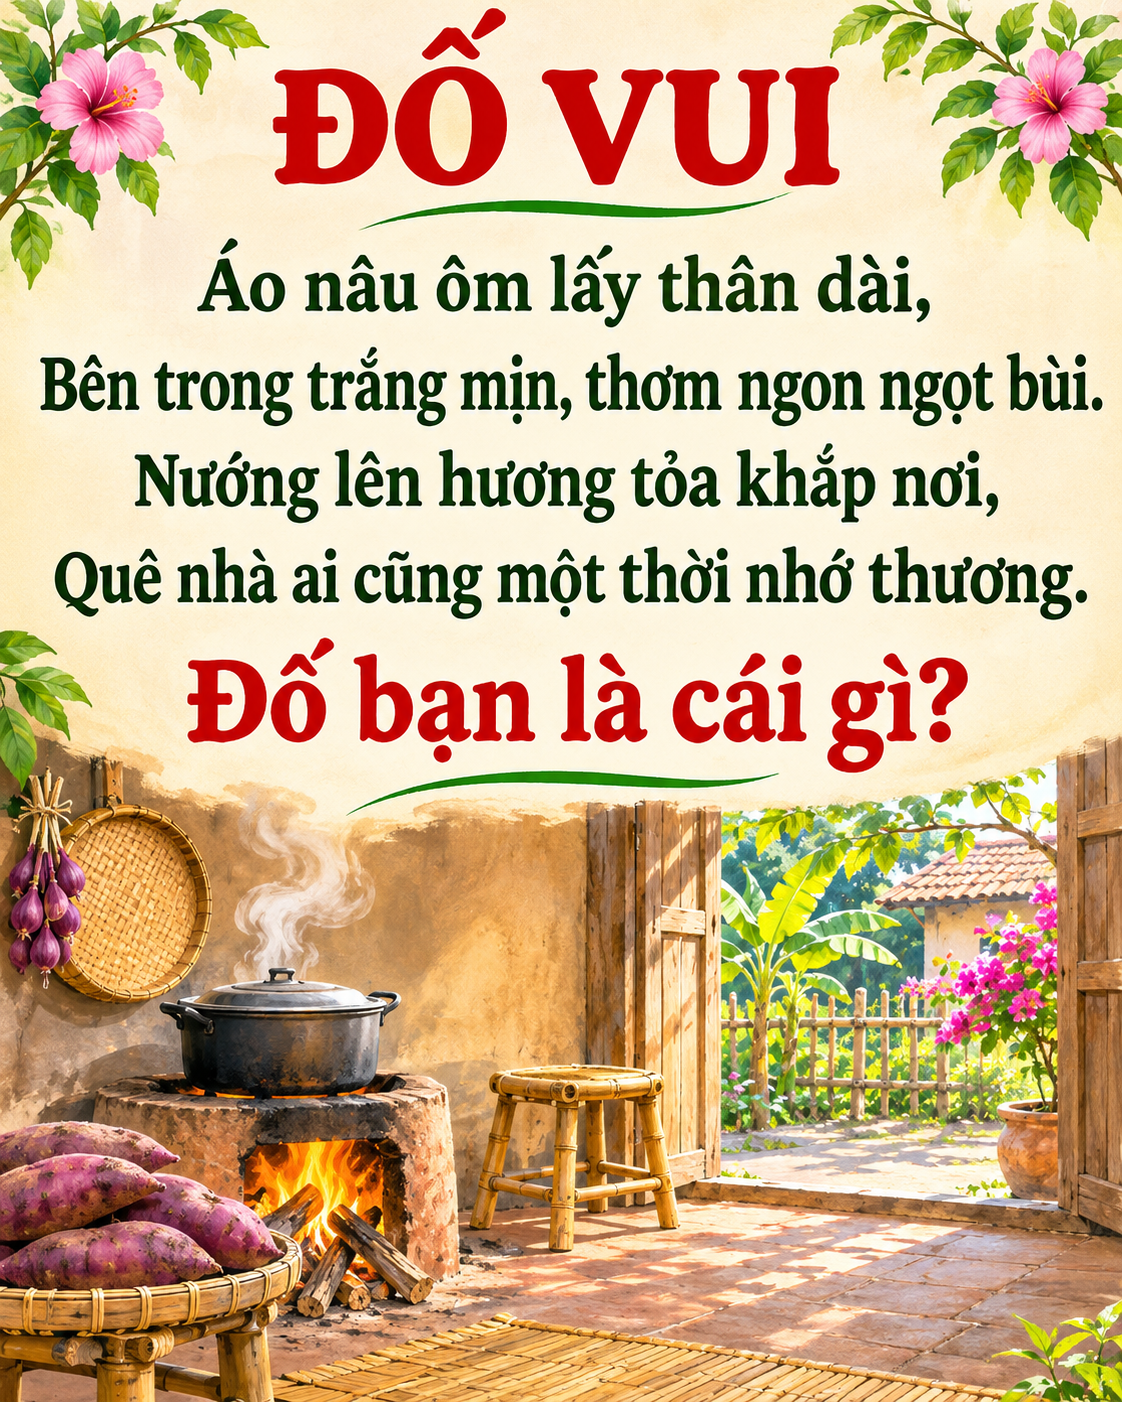 ĐỐ VUI
Áo nâu ôm lấy thân dài,
Bên trong trắng mịn, thơm ngon ngọt bùi.
Nướng lên hương tỏa khắp nơi,
Quê nhà ai cũng một thời nhớ thương.
Đố bạn là cái gì?